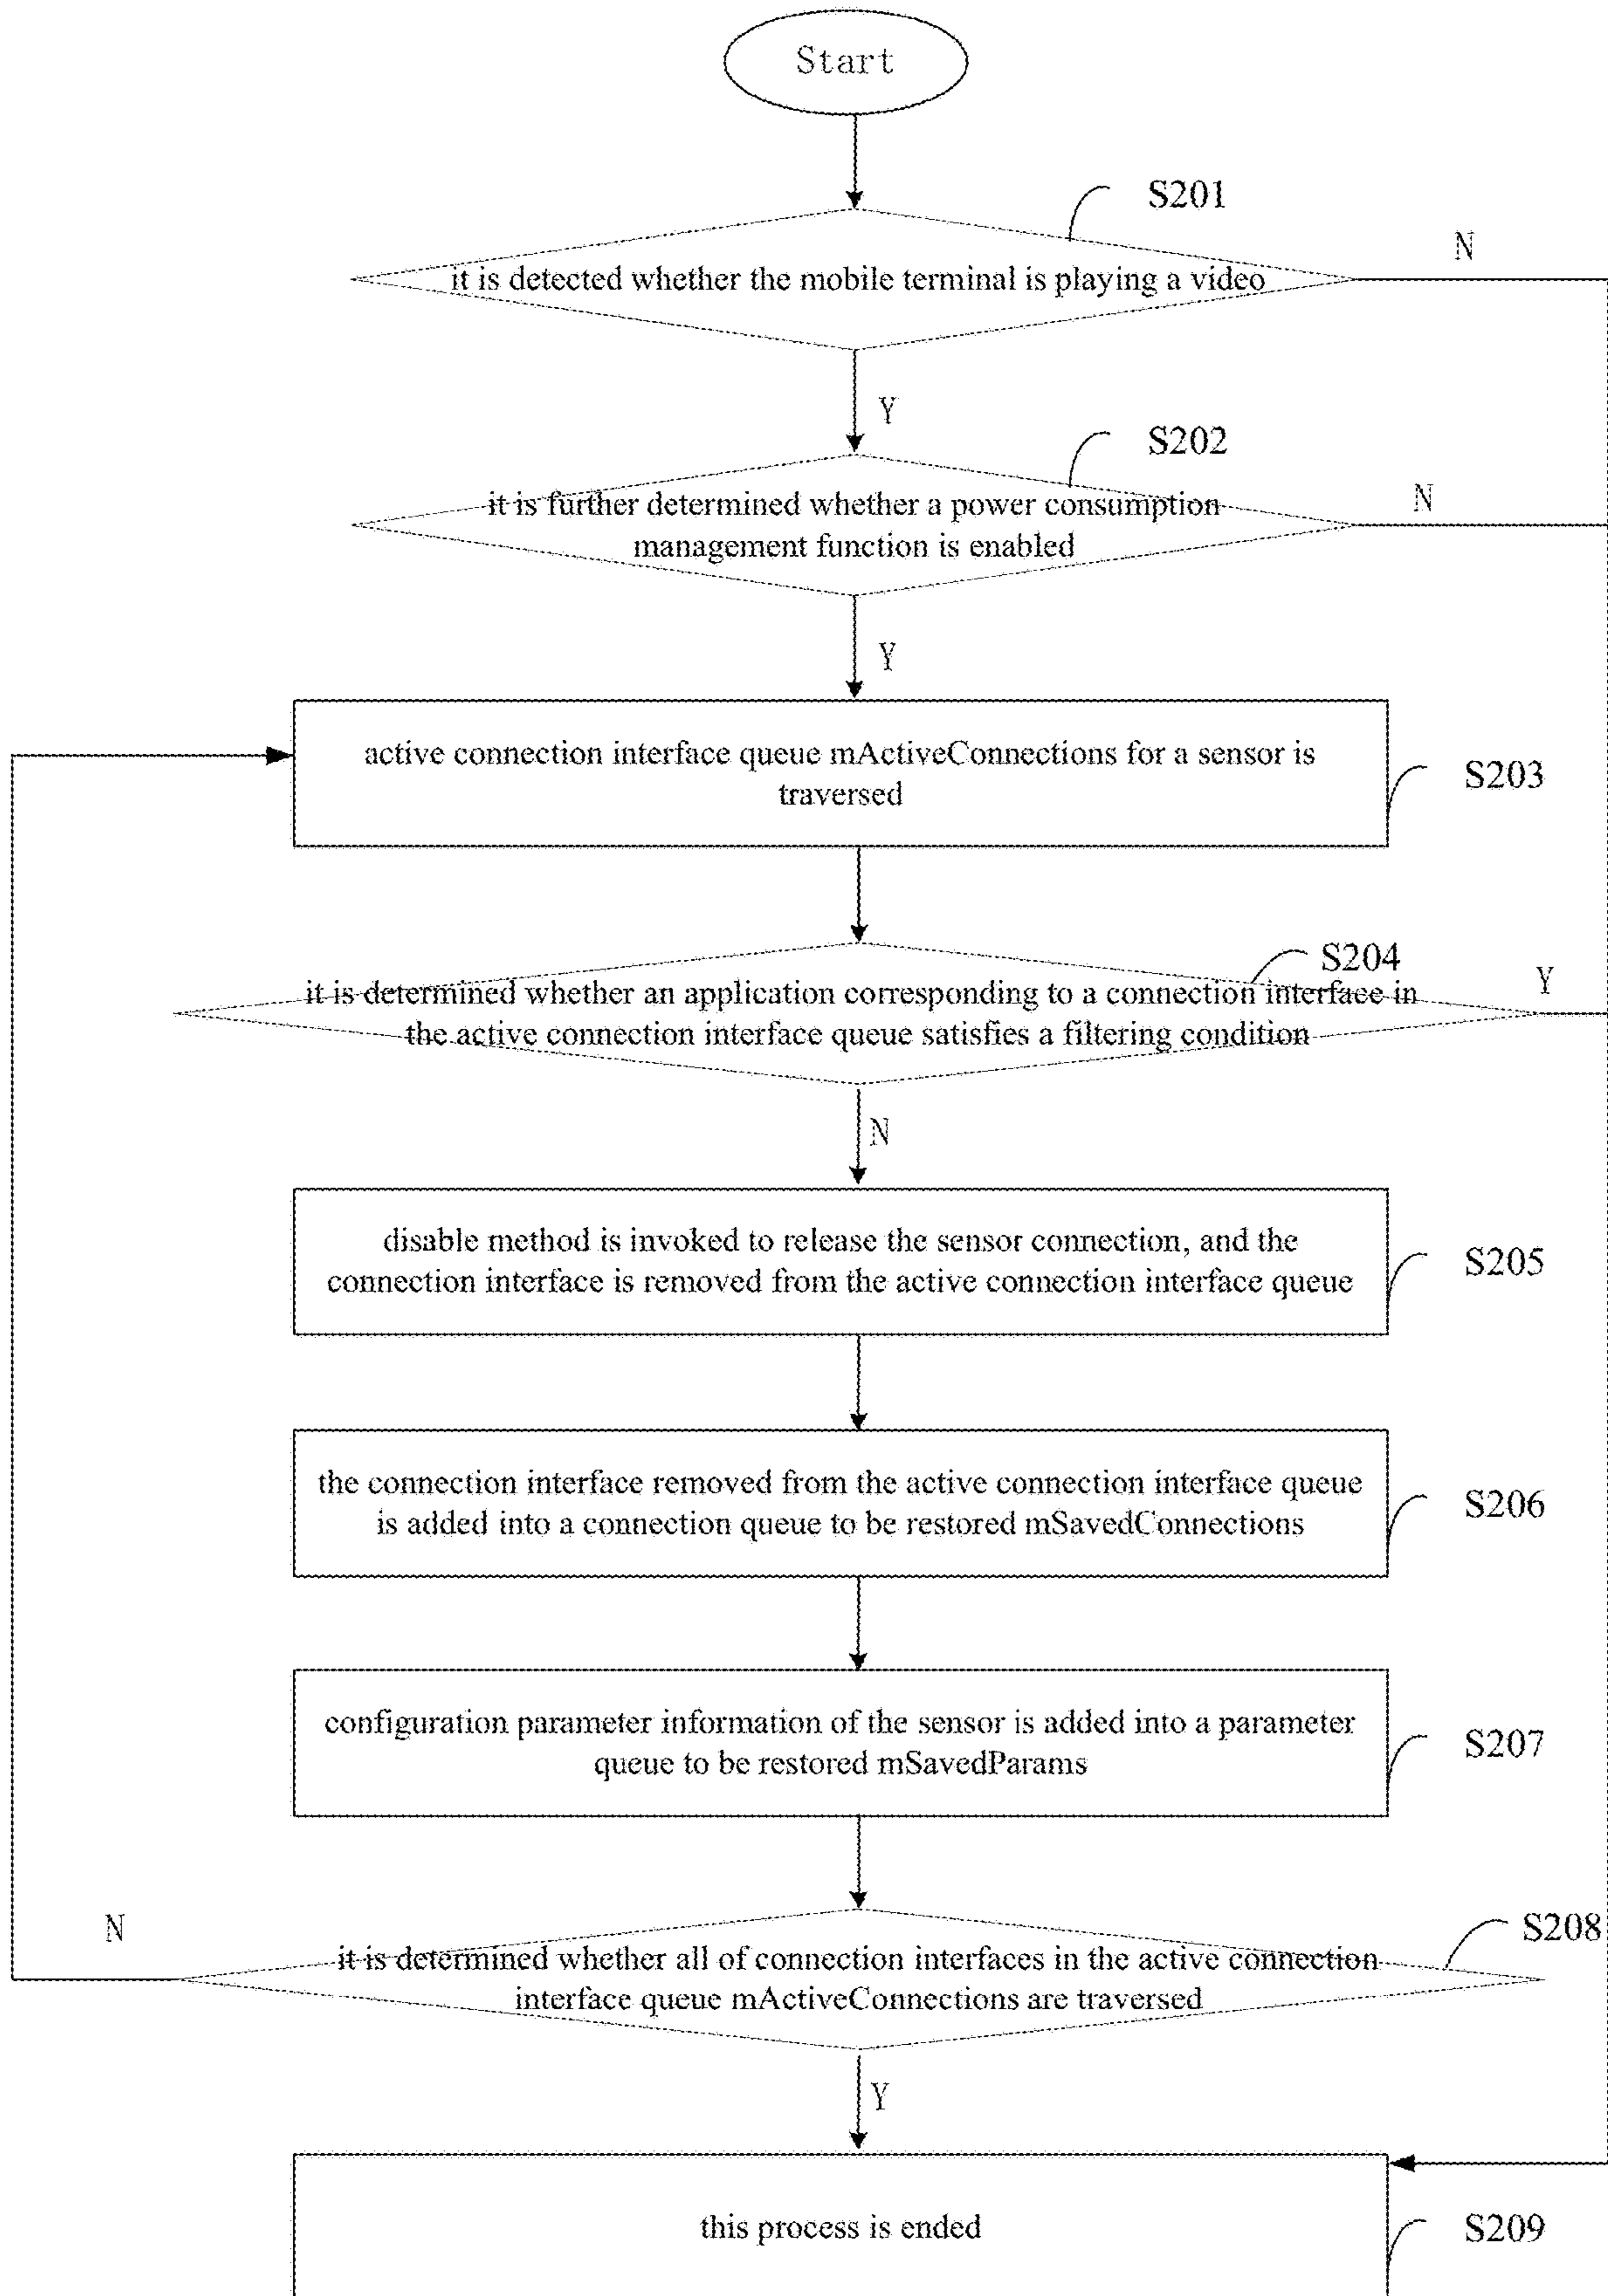 Start
S201
N
it is detected whether the mobile terminal is playing a video
Y
S202
N
it is further determined whether a power consumption
management function is enabled
Y
active connection interface queue mActiveConnections for a sensor is
traversed
S203
S204
Y
it is determined whether an application corresponding to a connection interface in
the active connection interface queue satisfies a filtering condition
N
disable method is invoked to release the sensor connection, and the
connection interface is removed from the active connection interface queue
S205
the connection interface removed from the active connection interface queue
is added into a connection queue to be restored mSavedConnections
S206
configuration parameter information of the sensor is added into a parameter
queue to be restored mSavedParams
S207
N
S208
it is determined whether all of connection interfaces in the active connection
interface queue mActiveConnections are traversed
Y
this process is ended
S209